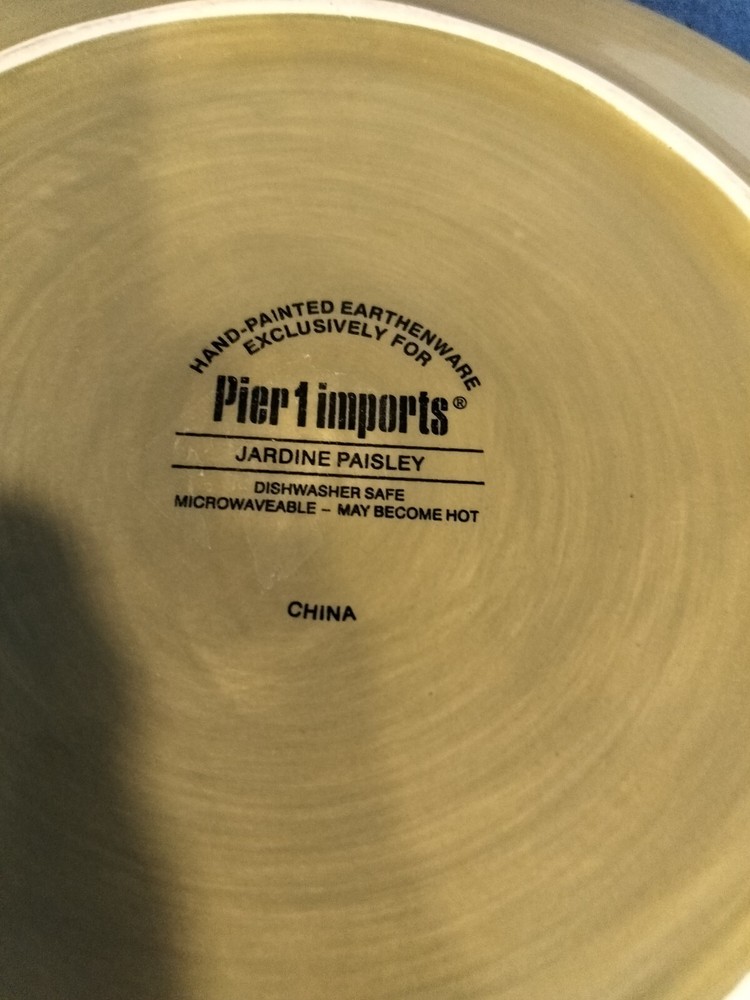 HAND-PAINTED EARTHENWARE
EXCLUSIVELY FOR
Pier 1 imports®
JARDINE PAISLEY
DISHWASHER SAFE
MICROWAVEABLE – MAY BECOME HOT
CHINA